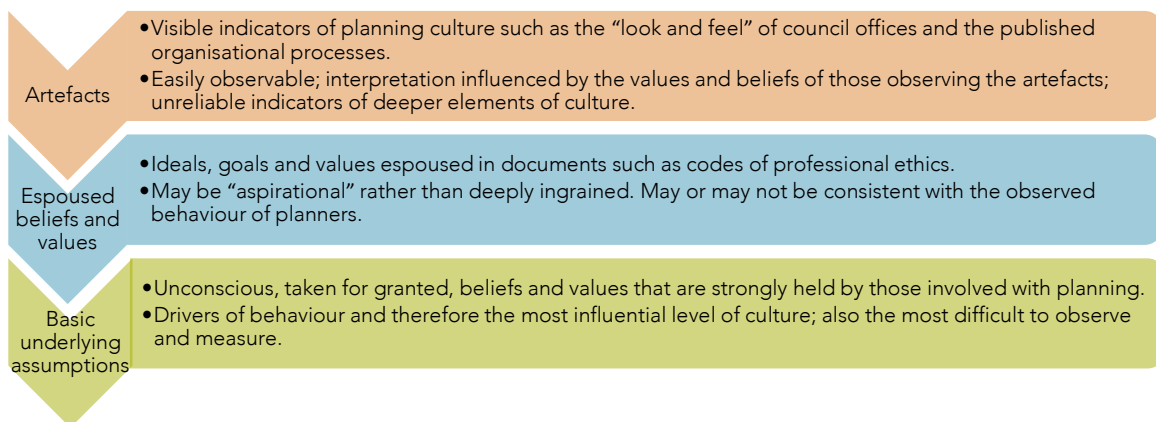 Artefacts
•Visible indicators of planning culture such as the “look and feel” of council offices and the published
organisational processes.
•Easily observable; interpretation influenced by the values and beliefs of those observing the artefacts;
unreliable indicators of deeper elements of culture.
Espoused
beliefs and
values
•Ideals, goals and values espoused in documents such as codes of professional ethics.
•May be “aspirational” rather than deeply ingrained. May or may not be consistent with the observed
behaviour of planners.
Basic
underlying
assumptions
•Unconscious, taken for granted, beliefs and values that are strongly held by those involved with planning.
•Drivers of behaviour and therefore the most influential level of culture; also the most difficult to observe
and measure.